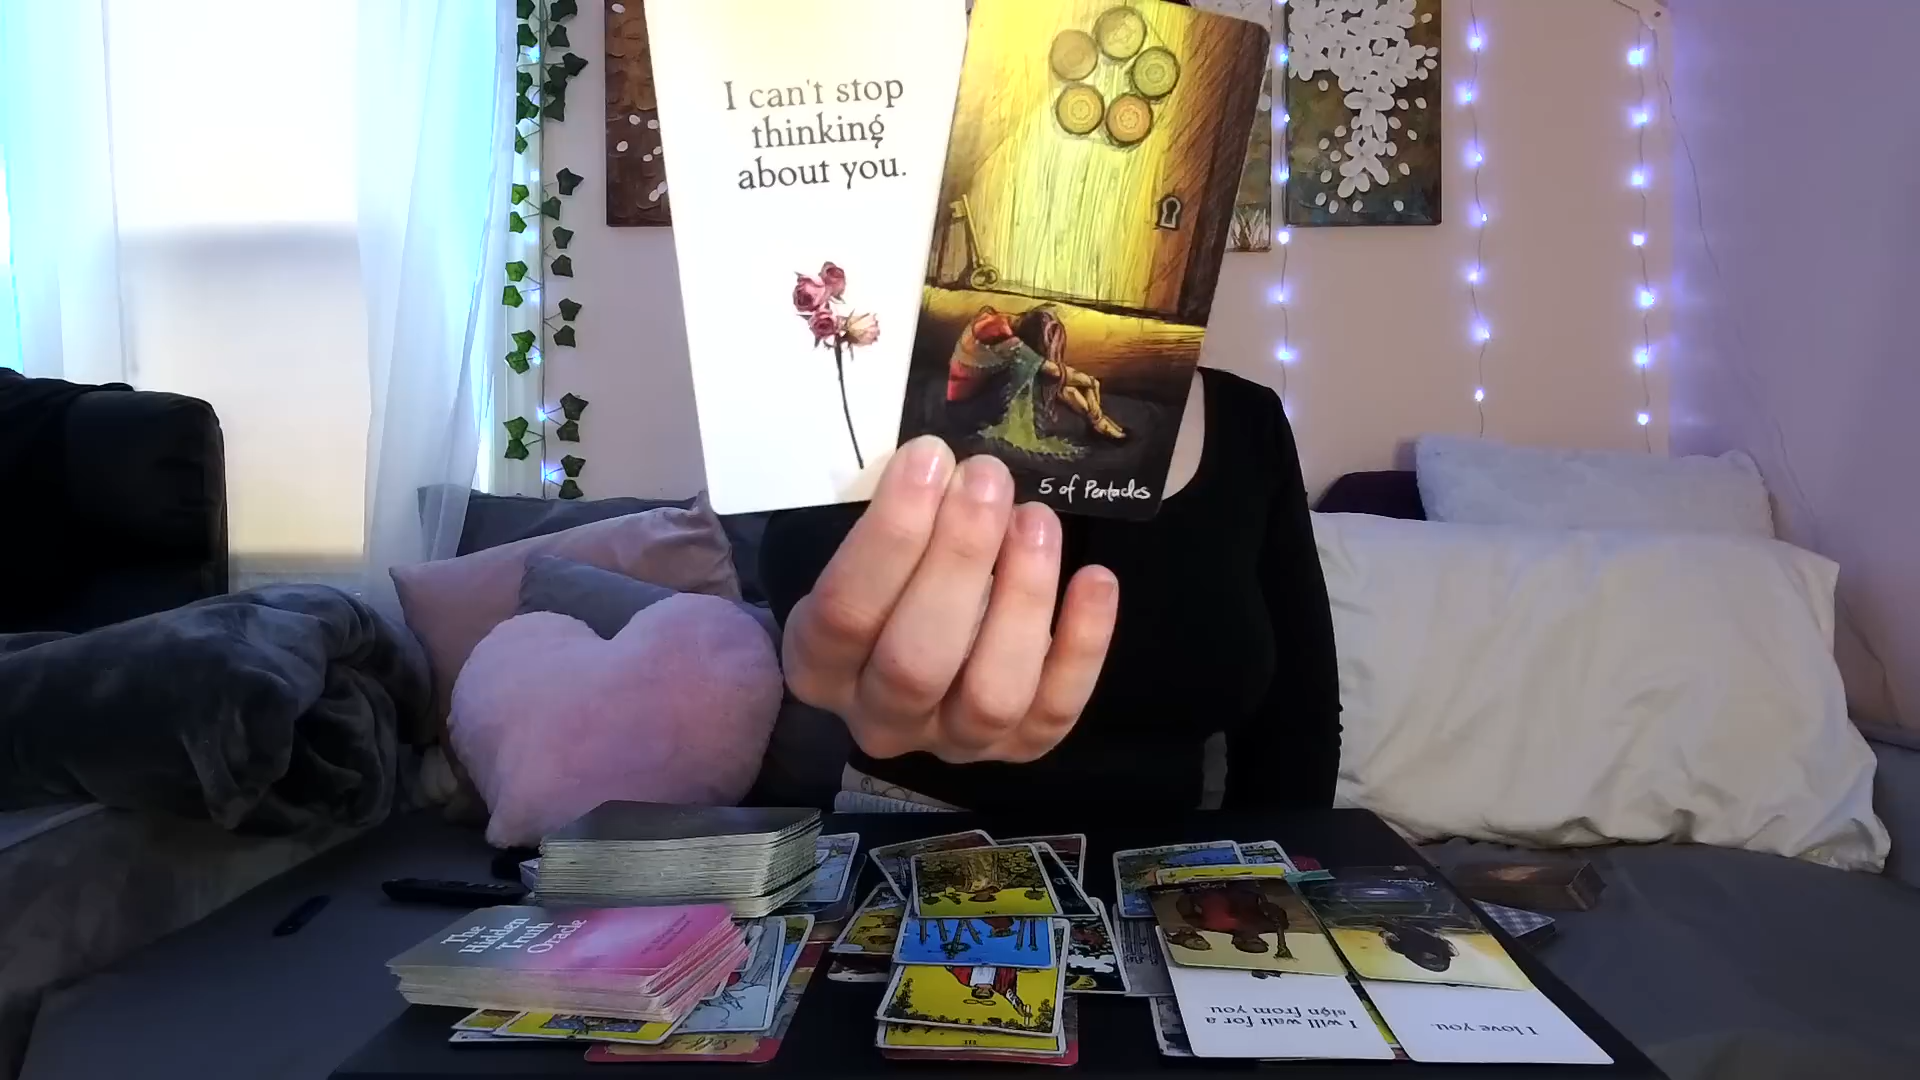 I can't stop
thinking
about you.
5 of Pentacles
The
Hidden
Truth
Oracle
I will wait for a
sign from you
I love you.